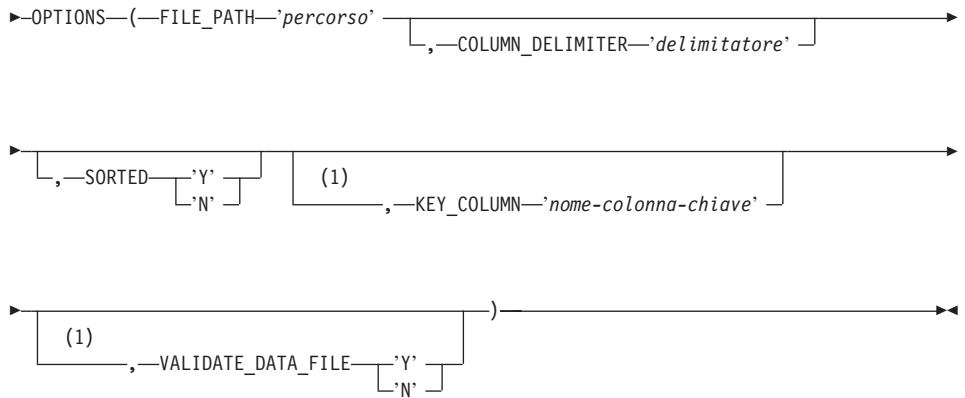 OPTIONS ( FILE_PATH 'percorso'
, COLUMN_DELIMITER 'delimitatore'
, SORTED 'Y'
'N'
(1)
, KEY_COLUMN 'nome-colonna-chiave'
)
(1)
, VALIDATE_DATA_FILE 'Y'
'N'